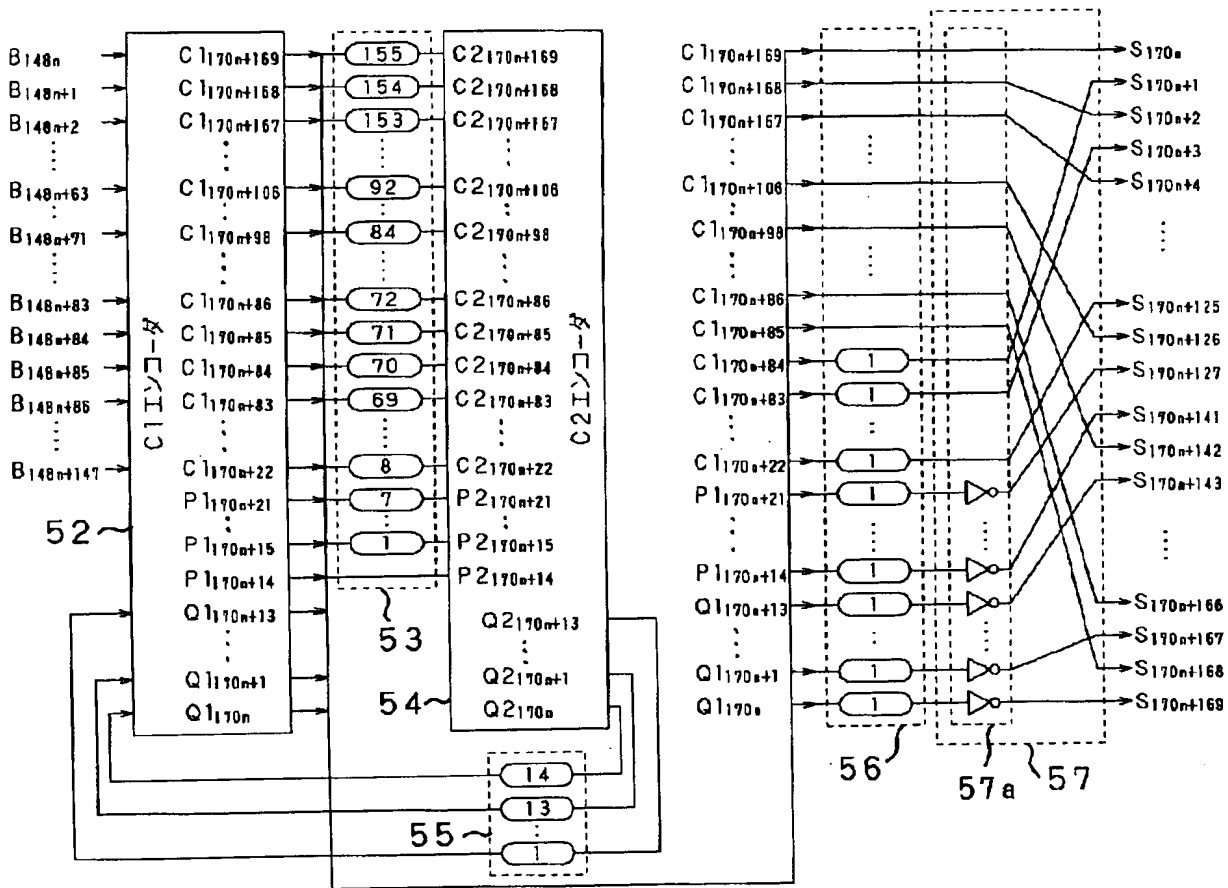 B148n
B148n+1
B148n+2
B148n+63
B148n+71
B148n+83
B148n+84
B148n+85
B148n+86
B148n+147
C1170n+169
C1170n+168
C1170n+167
C1170n+106
C1170n+98
C1170n+86
C1170n+85
C1170n+84
C1170n+83
C1170n+22
P1170n+21
P1170n+15
P1170n+14
Q1170n+13
Q1170n+1
Q1170n
C1エンコーダ
52
155
154
153
92
84
72
71
70
69
8
7
1
53
C2170n+169
C2170n+168
C2170n+167
C2170n+106
C2170n+98
C2170n+86
C2170n+85
C2170n+84
C2170n+83
C2170n+22
P2170n+21
P2170n+15
P2170n+14
Q2170n+13
Q2170n+1
Q2170n
C2エンコーダ
54
14
13
1
55
C1170n+169
C1170n+168
C1170n+167
C1170n+106
C1170n+98
C1170n+86
C1170n+85
C1170n+84
C1170n+83
C1170n+22
P1170n+21
P1170n+14
Q1170n+13
Q1170n+1
Q1170n
1
1
1
1
1
1
1
1
56
57a
57
S170n
S170n+1
S170n+2
S170n+3
S170n+4
S170n+125
S170n+126
S170n+127
S170n+141
S170n+142
S170n+143
S170n+166
S170n+167
S170n+168
S170n+169